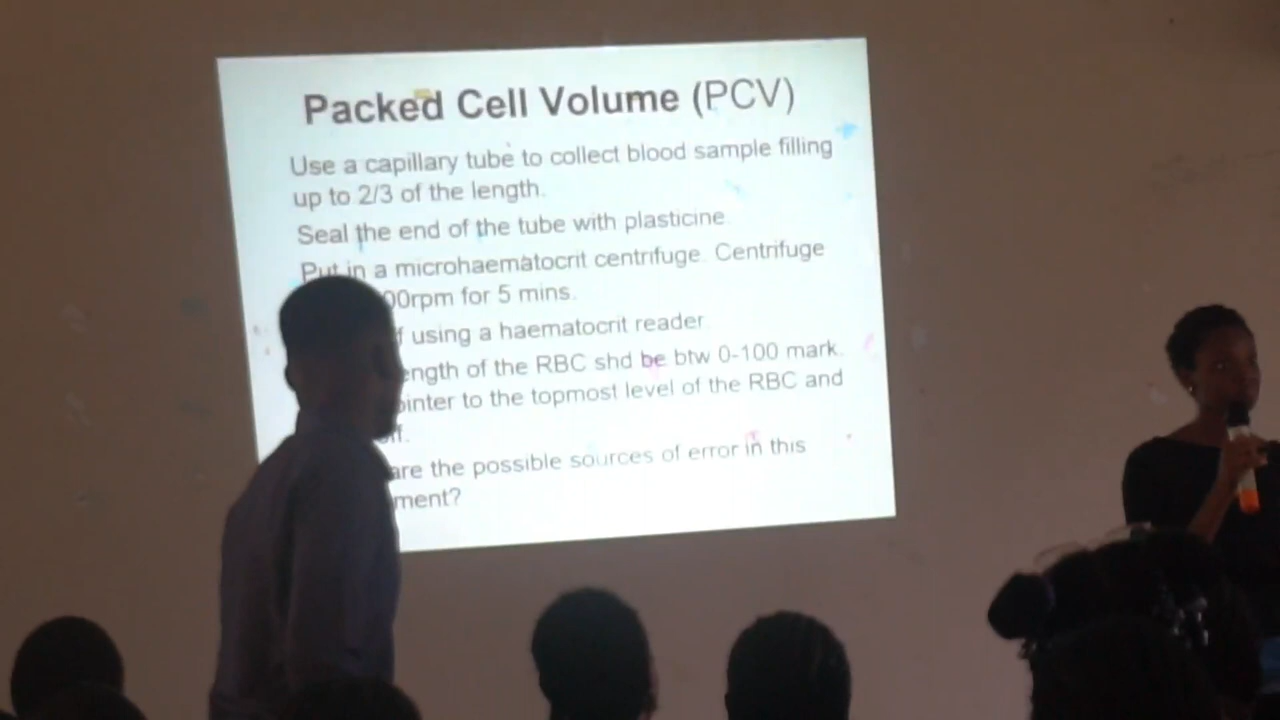 Packed Cell Volume (PCV)
Use a capillary tube to collect blood sample filling
up to 2/3 of the length.
Seal the end of the tube with plasticine.
Put in a microhaematocrit centrifuge. Centrifuge
00rpm for 5 mins.
using a haematocrit reader
of the RBC shd be btw 0-100 mark.
to the topmost level of the RBC and
are the possible sources of error in this
ment?